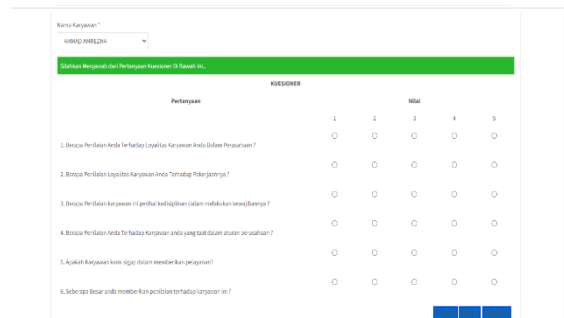 Nama Karyawan *
AHMAD AMREZHA
Silahkan Menjawab dari Pertanyaan Kuesioner Di Bawah Ini..
KUESIONER
Pertanyaan Nilai
1 2 3 4 5
1. Berapa Penilaian Anda Terhadap Loyalitas Karyawan Anda Dalam Perusahaan ?
2. Berapa Penilaian Loyalitas Karyawan Anda Terhadap Pekerjaannya ?
3. Berapa Penilaian karyawan ini perihal kedisiplinan dalam melakukan kewajibannya ?
4. Berapa Penilaian Anda Terhadap Karyawan anda yang taat dalam aturan perusahaan ?
5. Apakah Karyawan kami sigap dalam memberikan pelayanan?
6. Seberapa Besar anda memberikan penilaian terhadap karyawan ini ?